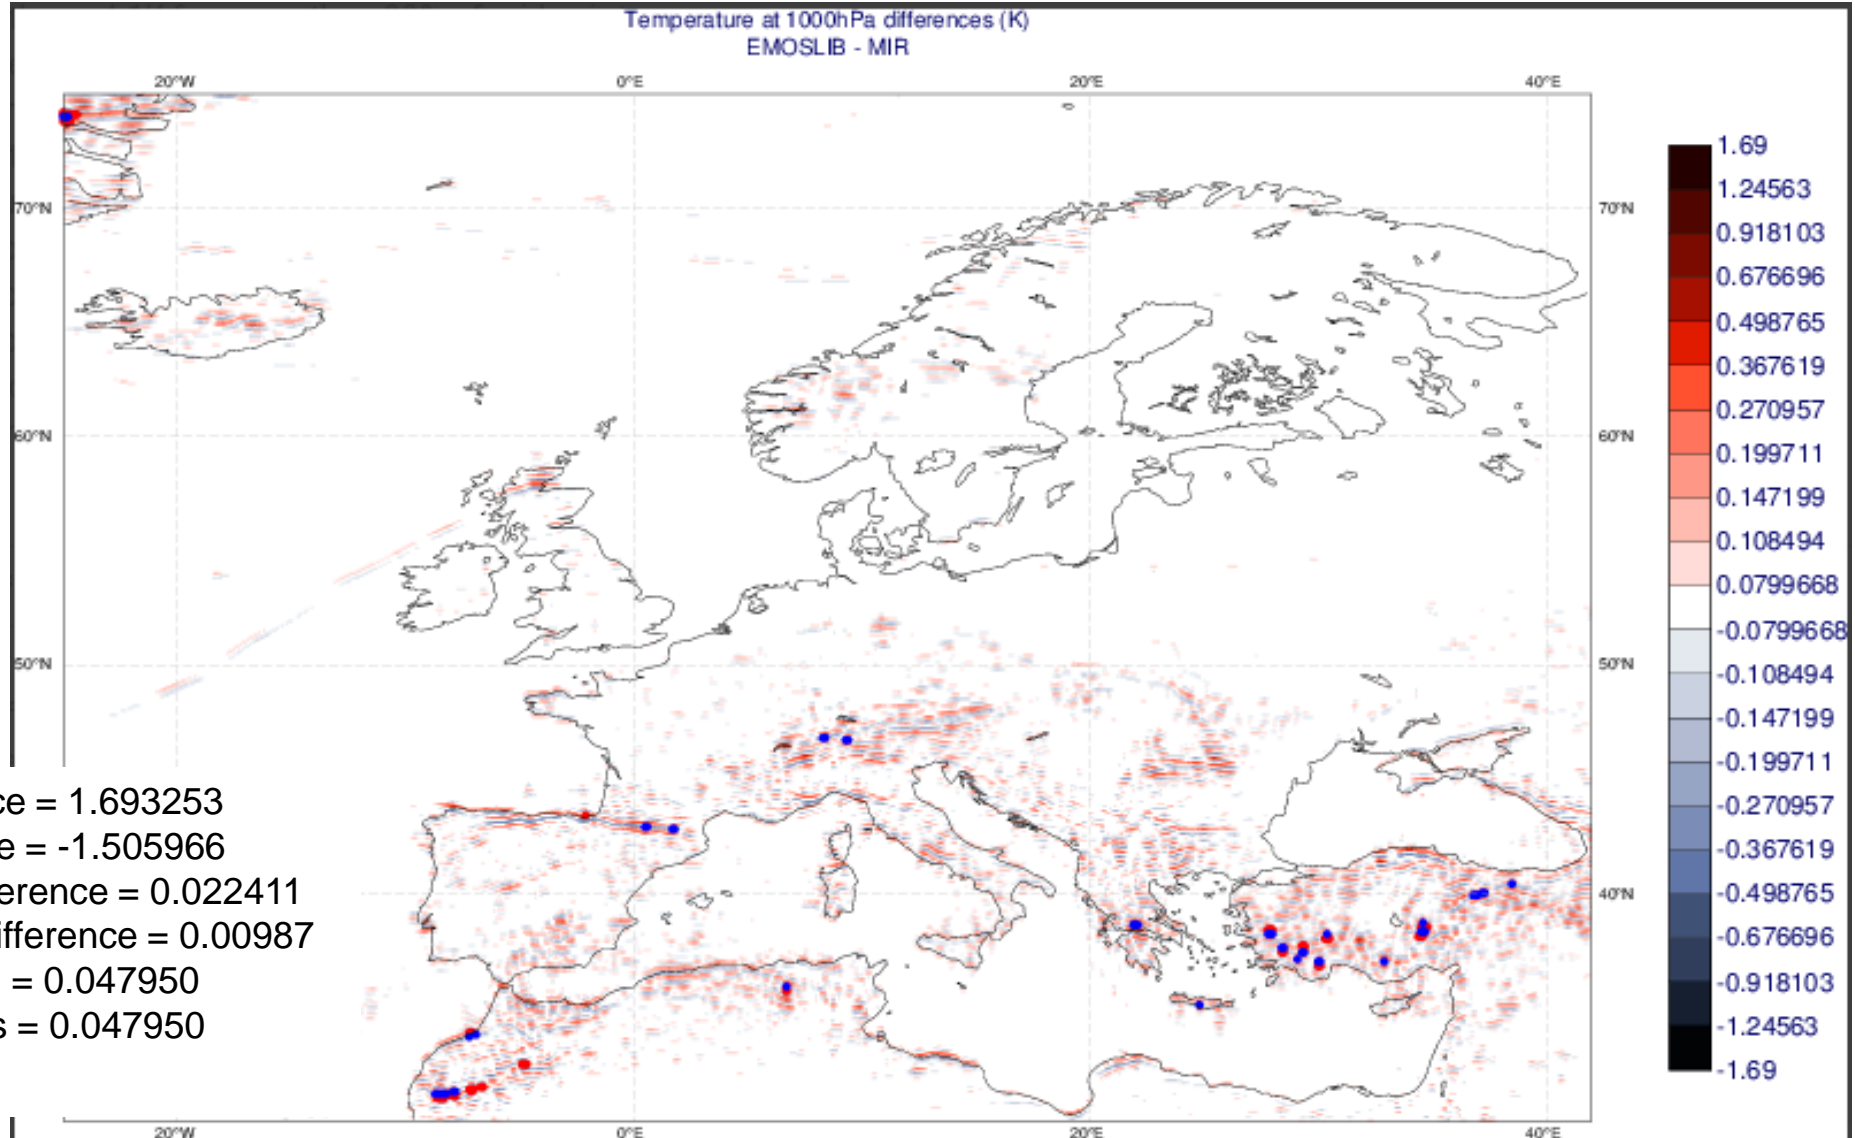 Temperature at 1000hPa differences (K)
EMOSLIB - MIR
20°W 0°E 20°E 40°E
70°N 70°N
60°N 60°N
50°N 50°N
40°N
20°W 0°E 20°E 40°E
ce = 1.693253
e = -1.505966
erence = 0.022411
ifference = 0.00987
= 0.047950
s = 0.047950
1.69
1.24563
0.918103
0.676696
0.498765
0.367619
0.270957
0.199711
0.147199
0.108494
0.0799668
-0.0799668
-0.108494
-0.147199
-0.199711
-0.270957
-0.367619
-0.498765
-0.676696
-0.918103
-1.24563
-1.69